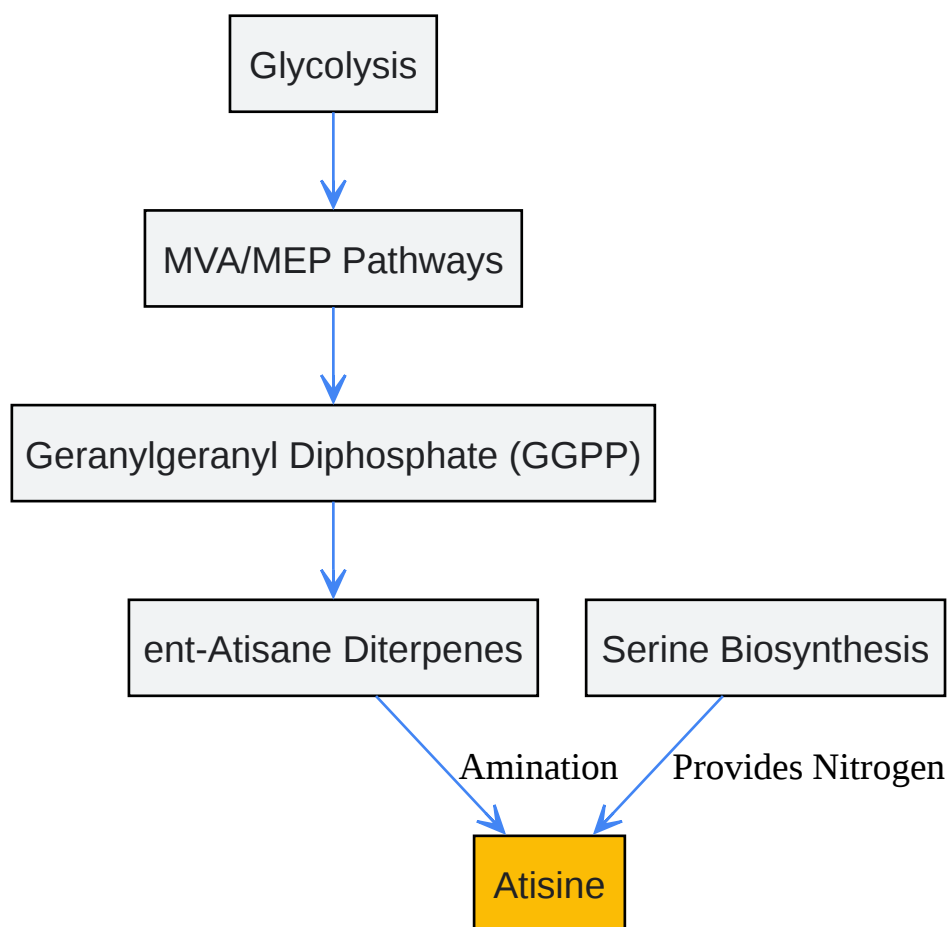 Glycolysis
MVA/MEP Pathways
Geranylgeranyl Diphosphate (GGPP)
ent-Atisane Diterpenes
Serine Biosynthesis
Amination
Provides Nitrogen
Atisine